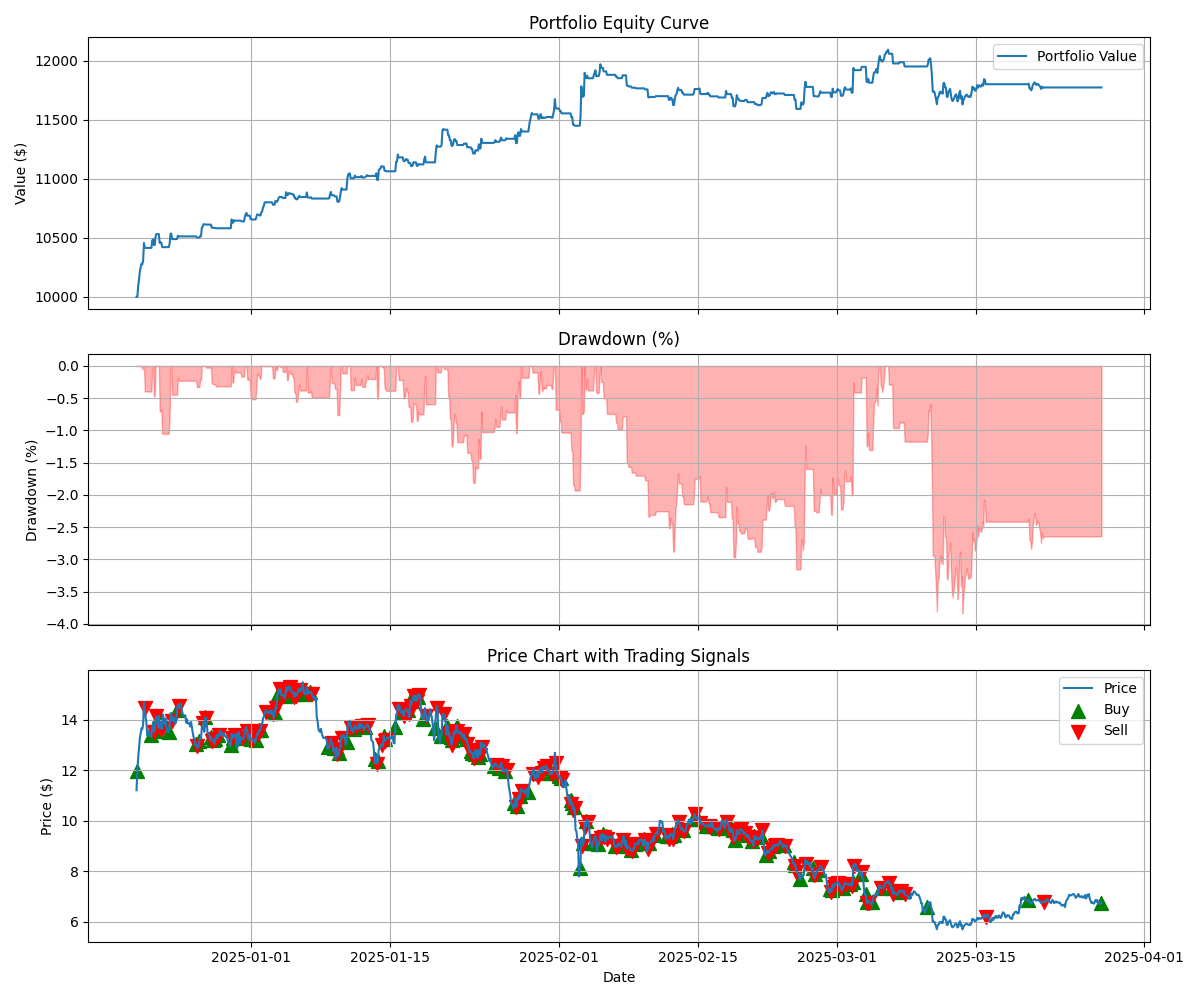 Portfolio Equity Curve
Value ($)
12000
11500
11000
10500
10000
Portfolio Value
Drawdown (%)
Drawdown (%)
0.0
−0.5
−1.0
−1.5
−2.0
−2.5
−3.0
−3.5
−4.0
Price Chart with Trading Signals
Price ($)
14
12
10
8
6
Price
Buy
Sell
2025-01-01
2025-01-15
2025-02-01
2025-02-15
2025-03-01
2025-03-15
2025-04-01
Date